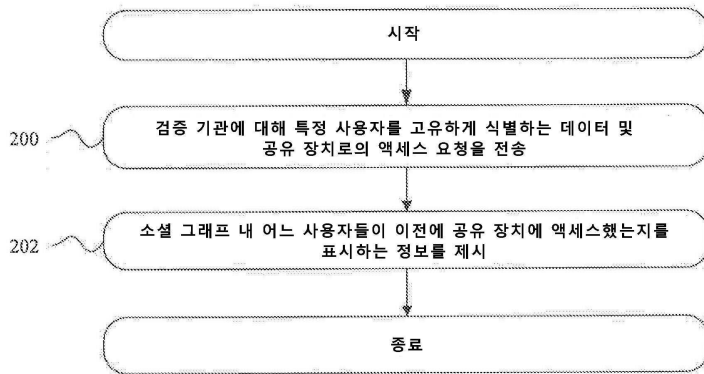 시작
200
검증 기관에 대해 특정 사용자를 고유하게 식별하는 데이터 및
공유 장치로의 액세스 요청을 전송
202
소셜 그래프 내 어느 사용자들이 이전에 공유 장치에 액세스했는지를
표시하는 정보를 제시
종료